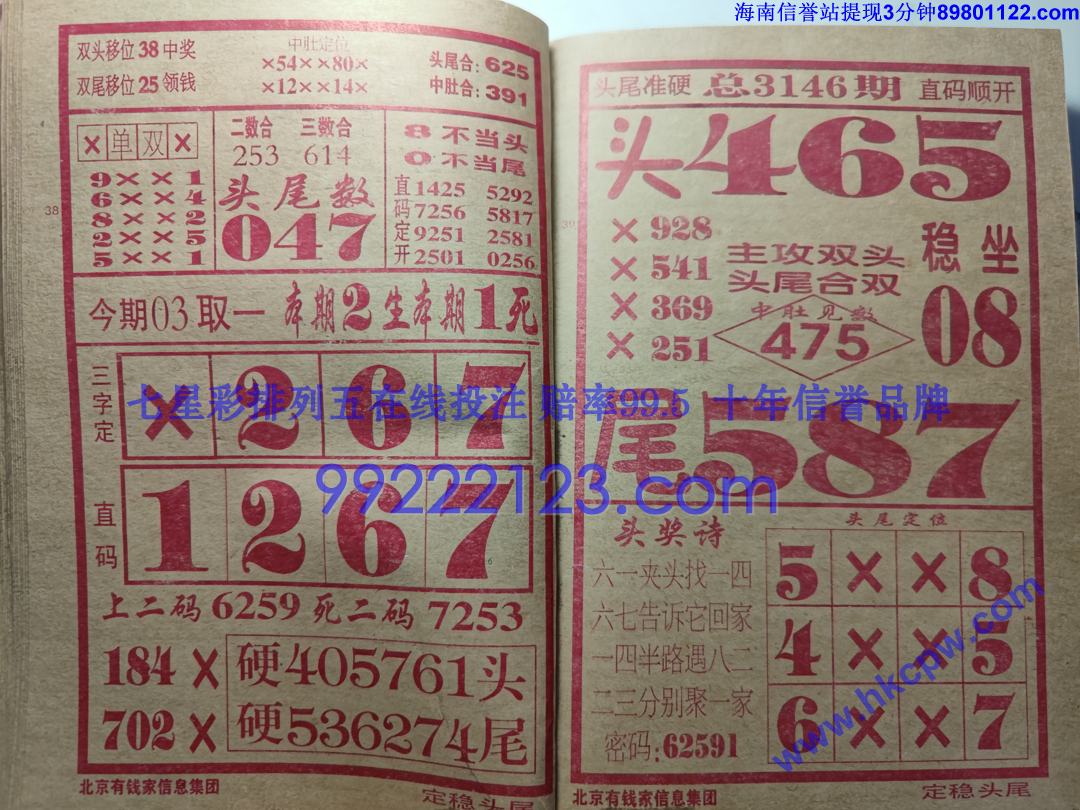 海南信誉站提现3分钟89801122.com
双头移位38中奖
双尾移位25领钱
中肚定位
×54××80×
×12××14×
头尾合:625
中肚合:391
×单双×
9××1
6××4
8××2
2××5
5××1
二数合 三数合
253 614
头尾数
047
8不当头
0不当尾
直码定开
1425 5292
7256 5817
9251 2581
2501 0256
38
今期03取一 本期2生本期1死
三字定
×267
七星彩排列五在线投注 赔率99.5 十年信誉品牌
99222123.com
直码
1267
上二码6259死二码7253
184×
702×
硬405761头
硬536274尾
北京有钱家信息集团
定稳头尾
头尾准硬 总3146期 直码顺开
头465
39
×928
×541
×369
×251
主攻双头
头尾合双
中肚见数
475
稳坐
08
尾587
头奖诗
六一夹头找一四
六七告诉它回家
一四半路遇八二
二三分别聚一家
密码:62591
头尾定位
5××8
4××5
6××7
www.hkcpw.com
北京有钱家信息集团
定稳头尾